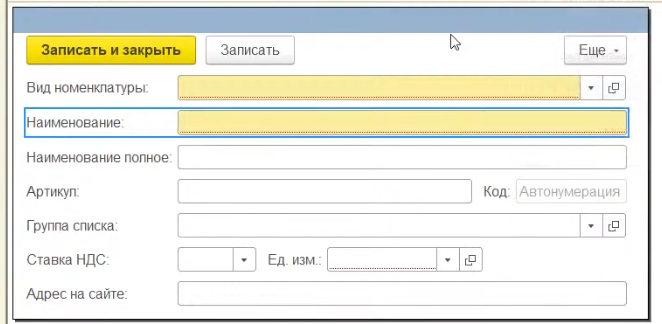 Записать и закрыть Записать Еще
Вид номенклатуры:
Наименование:
Наименование полное:
Артикул: Код: Автонумерация
Группа списка:
Ставка НДС: Ед. изм.:
Адрес на сайте: